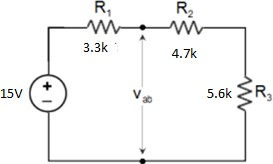 R1 R2
3.3k 4.7k
15V + − Vab 5.6k R3